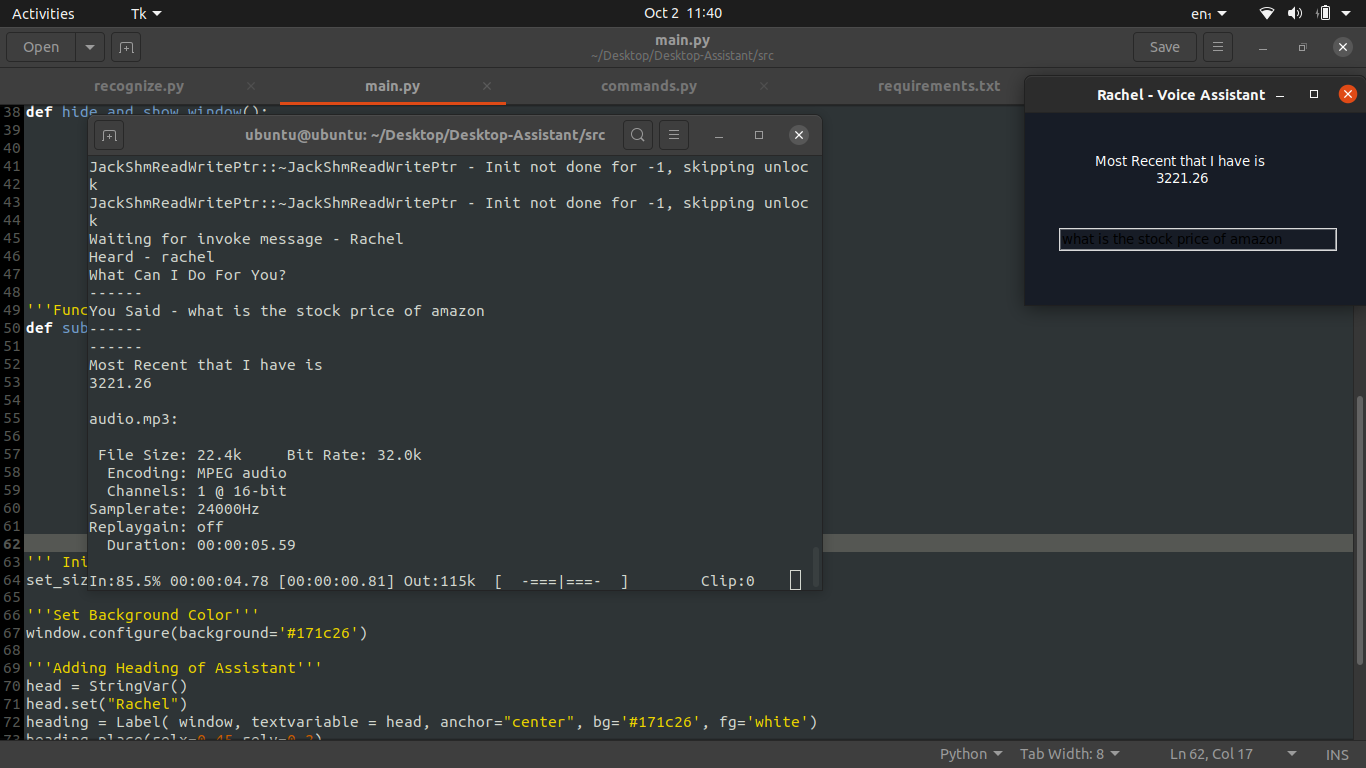 Activities
Tk
Oct 2 11:40
en₁
Open
main.py
~/Desktop/Desktop-Assistant/src
Save
recognize.py
main.py
commands.py
requirements.txt
Rachel - Voice Assistant
Most Recent that I have is
3221.26
what is the stock price of amazon
38 def hide_and_show_window():
ubuntu@ubuntu: ~/Desktop/Desktop-Assistant/src
JackShmReadWritePtr::~JackShmReadWritePtr - Init not done for -1, skipping unloc
k
JackShmReadWritePtr::~JackShmReadWritePtr - Init not done for -1, skipping unloc
k
Waiting for invoke message - Rachel
Heard - rachel
What Can I Do For You?
------
You Said - what is the stock price of amazon
------
------
Most Recent that I have is
3221.26
audio.mp3:
File Size: 22.4k Bit Rate: 32.0k
Encoding: MPEG audio
Channels: 1 @ 16-bit
Samplerate: 24000Hz
Replaygain: off
Duration: 00:00:05.59
In:85.5% 00:00:04.78 [00:00:00.81] Out:115k [ -===|===- ] Clip:0
39
40
41
42
43
44
45
46
47
48
49 '''Func
50 def sub
51
52
53
54
55
56
57
58
59
60
61
62
63 ''' Ini
64 set_siz
65
66 '''Set Background Color'''
67 window.configure(background='#171c26')
68
69 '''Adding Heading of Assistant'''
70 head = StringVar()
71 head.set("Rachel")
72 heading = Label( window, textvariable = head, anchor="center", bg='#171c26', fg='white')
73 heading.place(relx=0.45,rely=0.3)
Python
Tab Width: 8
Ln 62, Col 17
INS